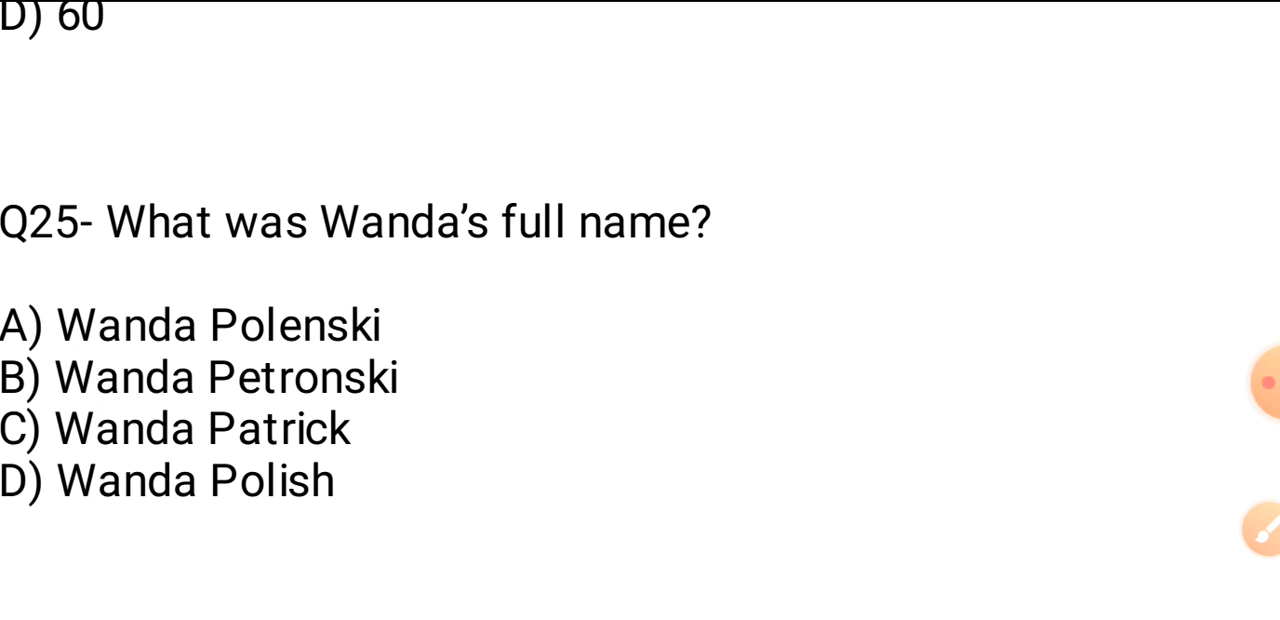 D) 60
Q25- What was Wanda's full name?
A) Wanda Polenski
B) Wanda Petronski
C) Wanda Patrick
D) Wanda Polish